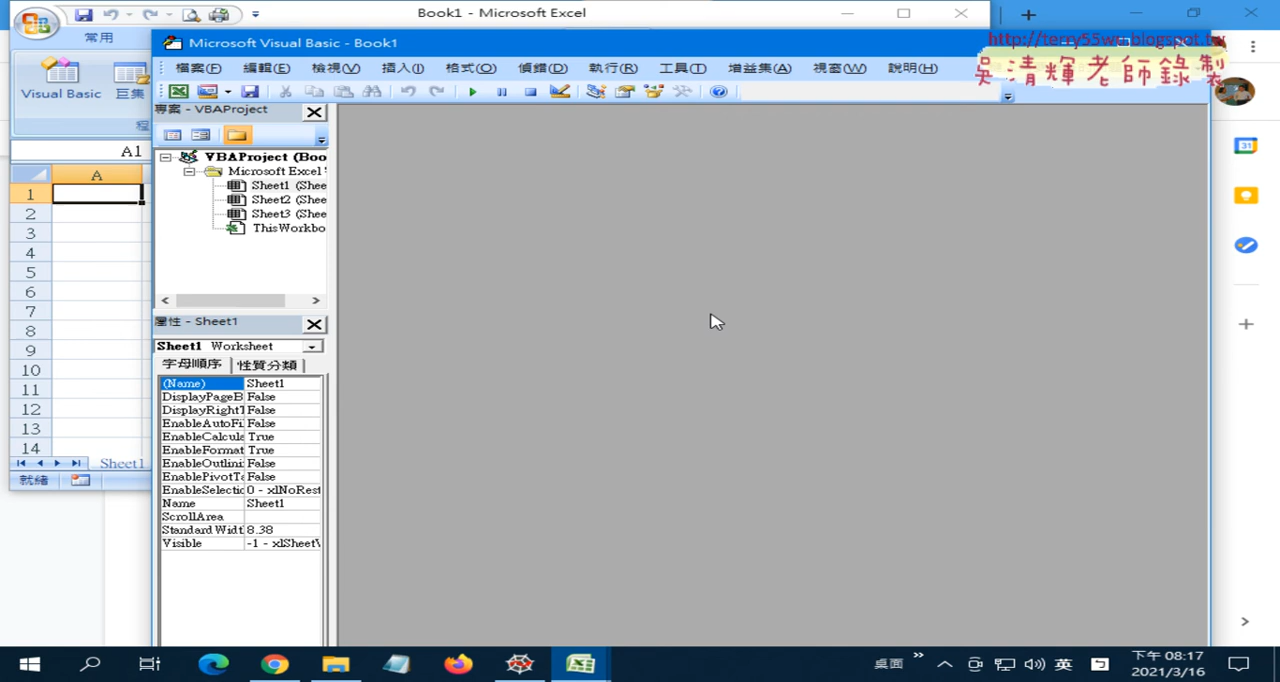 Book1 - Microsoft Excel
常用
Visual Basic
巨集
A1
A
1
2
3
4
5
6
7
8
9
10
11
12
13
14
Sheet1
就緒
Microsoft Visual Basic - Book1
檔案(F) 編輯(E) 檢視(V) 插入(I) 格式(O) 偵錯(D) 執行(R) 工具(T) 增益集(A) 視窗(W) 說明(H)
專案 - VBAProject
VBAProject (Boo
Microsoft Excel
Sheet1 (Shee
Sheet2 (Shee
Sheet3 (Shee
ThisWorkbo
屬性 - Sheet1
Sheet1 Worksheet
字母順序 性質分類
(Name) Sheet1
DisplayPageB False
DisplayRightT False
EnableAutoFi False
EnableCalcula True
EnableFormat True
EnableOutlini False
EnablePivotTa False
EnableSelectio 0 - xlNoRest
Name Sheet1
ScrollArea
StandardWidt 8.38
Visible -1 - xlSheetV
http://terry55wu.blogspot.tw
吳清輝老師錄製
31
桌面
英
下午 08:17
2021/3/16